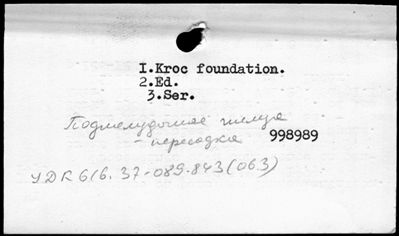 I.Kroc foundation.
2.Ed.
3.Ser.
Поджелудочная железа
- пересадка 998989
УДК 616.37-089.843(063)